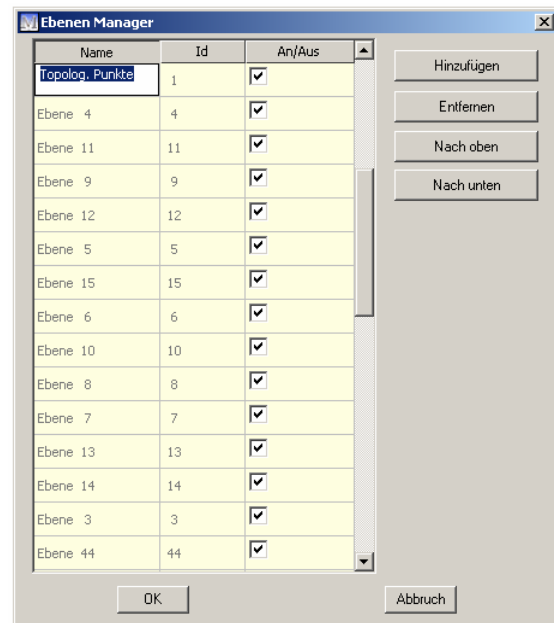 Ebenen Manager
Name Id An/Aus
Topolog. Punkte 1
Ebene 4 4
Ebene 11 11
Ebene 9 9
Ebene 12 12
Ebene 5 5
Ebene 15 15
Ebene 6 6
Ebene 10 10
Ebene 8 8
Ebene 7 7
Ebene 13 13
Ebene 14 14
Ebene 3 3
Ebene 44 44
Hinzufügen
Entfernen
Nach oben
Nach unten
OK Abbruch